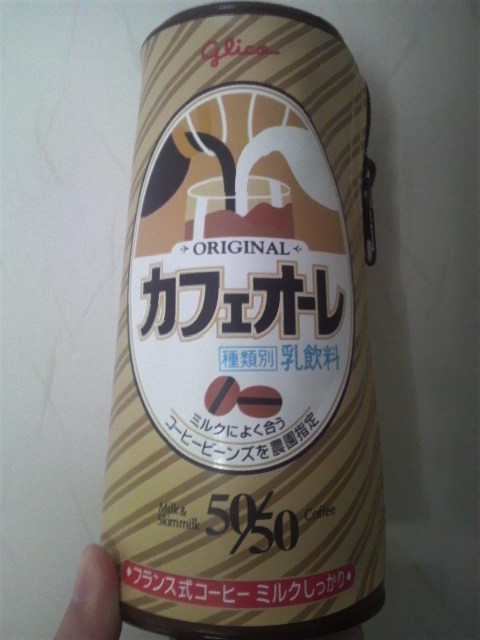 glico
ORIGINAL
カフェオーレ
種類別 乳飲料
ミルクによく合う
コーヒービーンズを農園指定
Milk &
Skimmilk
50/50
Coffee
フランス式コーヒー ミルクしっかり